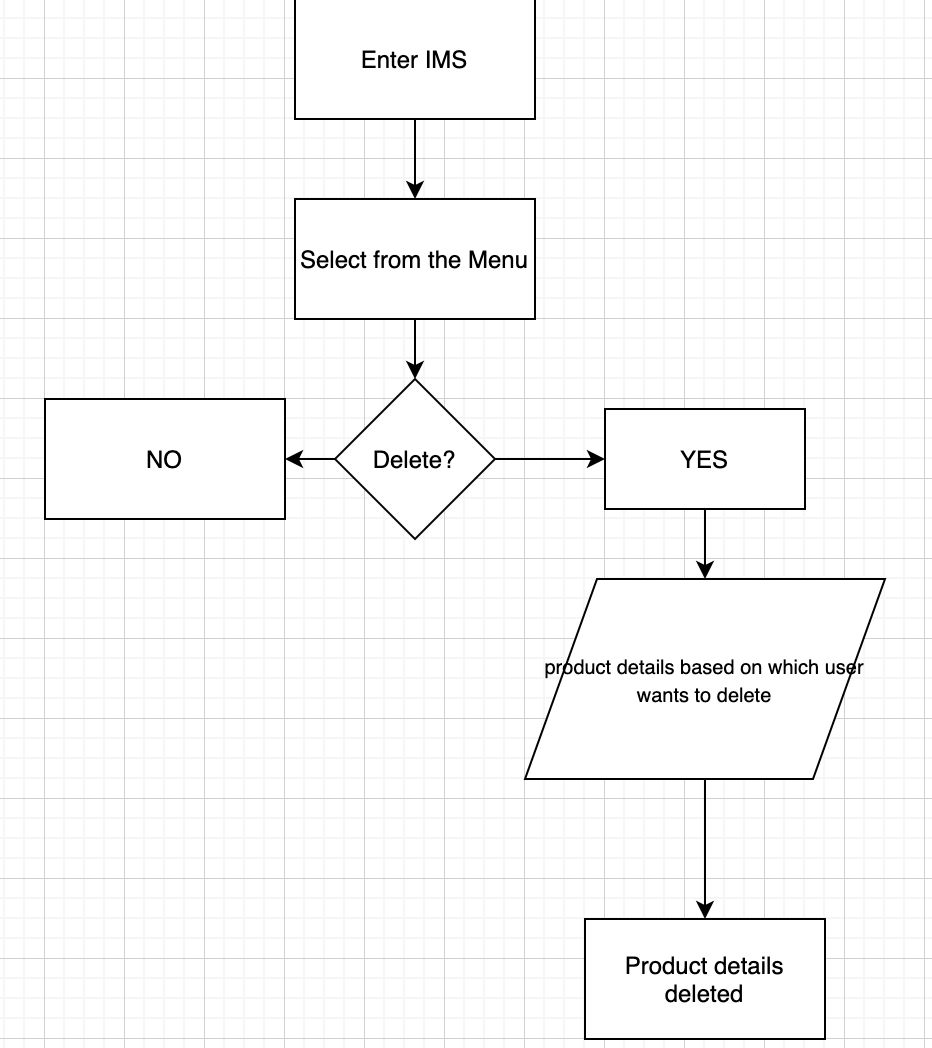 Enter IMS
Select from the Menu
NO
Delete?
YES
product details based on which user
wants to delete
Product details
deleted